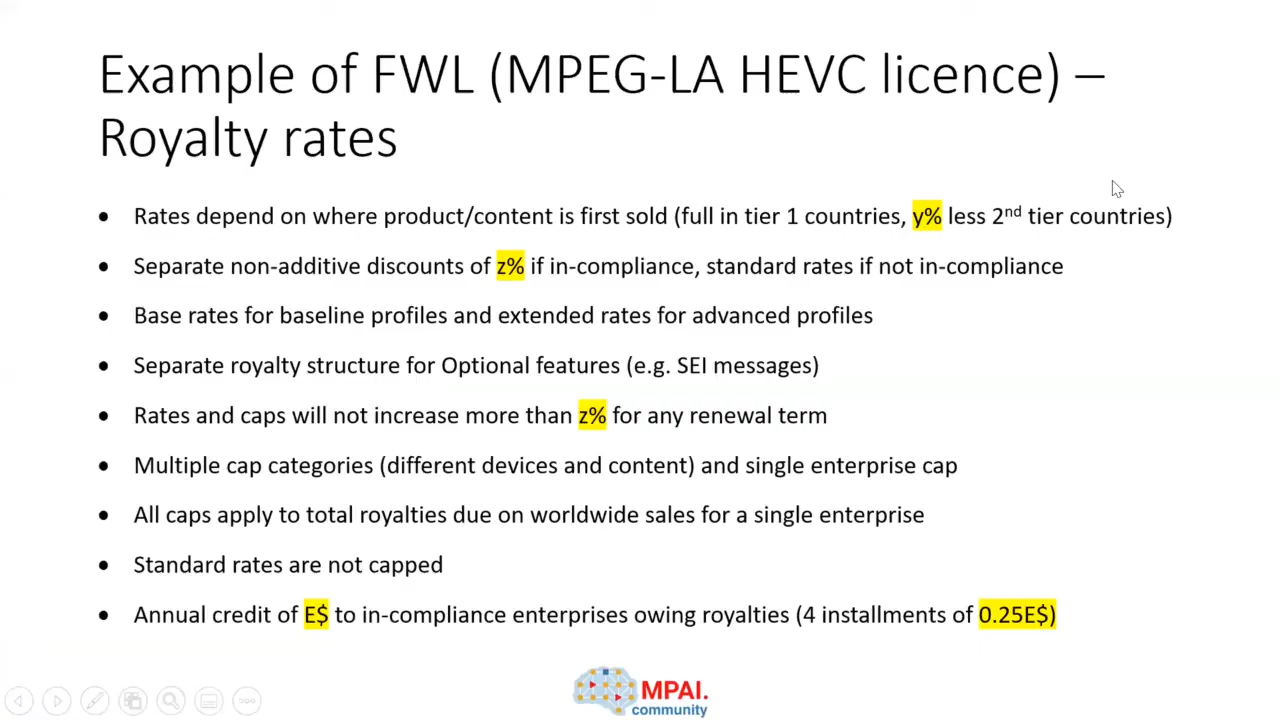 Example of FWL (MPEG-LA HEVC licence) –
Royalty rates
• Rates depend on where product/content is first sold (full in tier 1 countries, y% less 2nd tier countries)
• Separate non-additive discounts of z% if in-compliance, standard rates if not in-compliance
• Base rates for baseline profiles and extended rates for advanced profiles
• Separate royalty structure for Optional features (e.g. SEI messages)
• Rates and caps will not increase more than z% for any renewal term
• Multiple cap categories (different devices and content) and single enterprise cap
• All caps apply to total royalties due on worldwide sales for a single enterprise
• Standard rates are not capped
• Annual credit of E$ to in-compliance enterprises owing royalties (4 installments of 0.25E$)
MPAI.
community